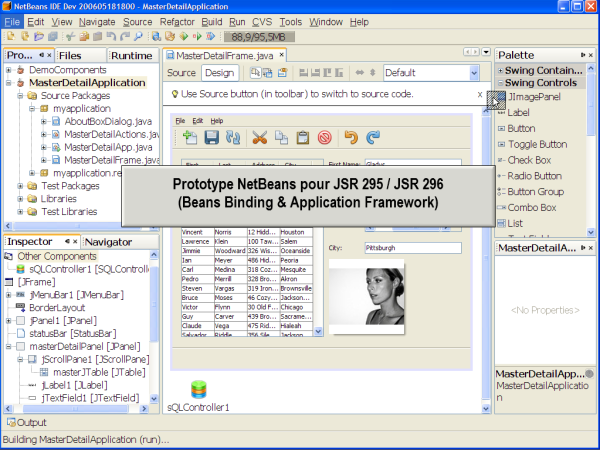 NetBeans IDE Dev 200605181800 - MasterDetailApplication
File Edit View Navigate Source Refactor Build Run CVS Tools Window Help
88,9/95,5MB
Pro... Files Runtime
DemoComponents
MasterDetailApplication
Source Packages
myapplication
AboutBoxDialog.java
MasterDetailActions.java
MasterDetailApp.java
MasterDetailFrame.java
myapplication.re
Test Packages
Libraries
Test Libraries
MasterDetailFrame.java
Source Design Default
Use Source button (in toolbar) to switch to source code. x
File Edit Help
First Name: Gladys
Prototype NetBeans pour JSR 295 / JSR 296
(Beans Binding & Application Framework)
Vincent Norris 12 Hidd... Houston
Lawrence Klein 100 Taw... Salem
Jimmie Woodward 326 Wis... Oceanside
Ian Meyer 486 Hid... Peoria
Carl Medina 318 Coz... Mesquite
Pedro Merrill 328 Bro... Akron
Steven Vargas 319 Iron... Brownsville
Bruce Moses 46 Cozy... Jackson...
Victor Flynn 30 Old F... Chicago
Guy Carver 439 Bro... Sacrame...
Claude Vega 475 Rid... Hialeah
Salvador Riddle 356 Sile... Jackson...
City: Pittsburgh
sQLController1
Palette
Swing Contain...
Swing Controls
JImagePanel
Label
Button
Toggle Button
Check Box
Radio Button
Button Group
Combo Box
List
Inspector Navigator
Other Components
sQLController1 [SQLControlle
[JFrame]
jMenuBar1 [JMenuBar]
BorderLayout
jPanel1 [JPanel]
statusBar [StatusBar]
masterDetailPanel [JPanel]
jScrollPane1 [JScrollPane]
masterJTable [JTable]
jLabel1 [JLabel]
jTextField1 [JTextField]
MasterDetailA...
<No Properties>
MasterDetailApp...
MasterDetailApplicatio
n
Output
Building MasterDetailApplication (run)...